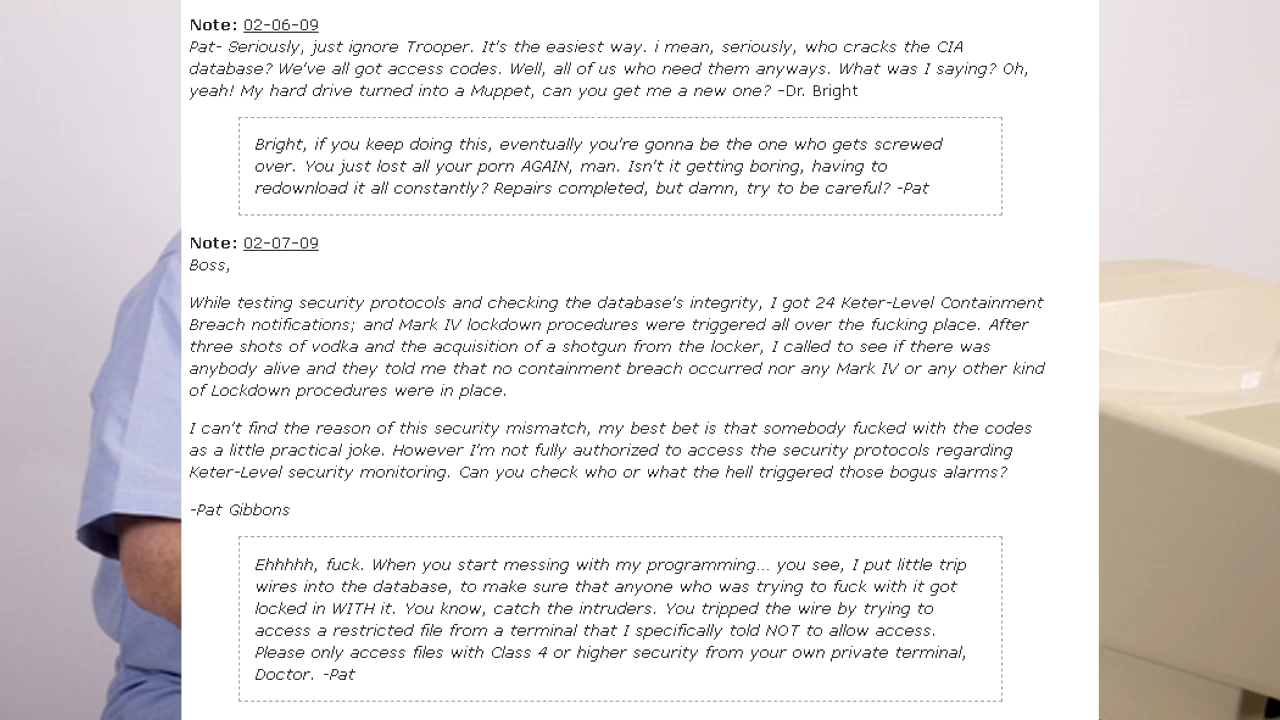 Note: 02-06-09
Pat- Seriously, just ignore Trooper. It's the easiest way. i mean, seriously, who cracks the CIA
database? We've all got access codes. Well, all of us who need them anyways. What was I saying? Oh,
yeah! My hard drive turned into a Muppet, can you get me a new one? -Dr. Bright
Bright, if you keep doing this, eventually you're gonna be the one who gets screwed
over. You just lost all your porn AGAIN, man. Isn't it getting boring, having to
redownload it all constantly? Repairs completed, but damn, try to be careful? -Pat
Note: 02-07-09
Boss,
While testing security protocols and checking the database's integrity, I got 24 Keter-Level Containment
Breach notifications; and Mark IV lockdown procedures were triggered all over the fucking place. After
three shots of vodka and the acquisition of a shotgun from the locker, I called to see if there was
anybody alive and they told me that no containment breach occurred nor any Mark IV or any other kind
of Lockdown procedures were in place.
I can't find the reason of this security mismatch, my best bet is that somebody fucked with the codes
as a little practical joke. However I'm not fully authorized to access the security protocols regarding
Keter-Level security monitoring. Can you check who or what the hell triggered those bogus alarms?
-Pat Gibbons
Ehhhhh, fuck. When you start messing with my programming... you see, I put little trip
wires into the database, to make sure that anyone who was trying to fuck with it got
locked in WITH it. You know, catch the intruders. You tripped the wire by trying to
access a restricted file from a terminal that I specifically told NOT to allow access.
Please only access files with Class 4 or higher security from your own private terminal,
Doctor. -Pat